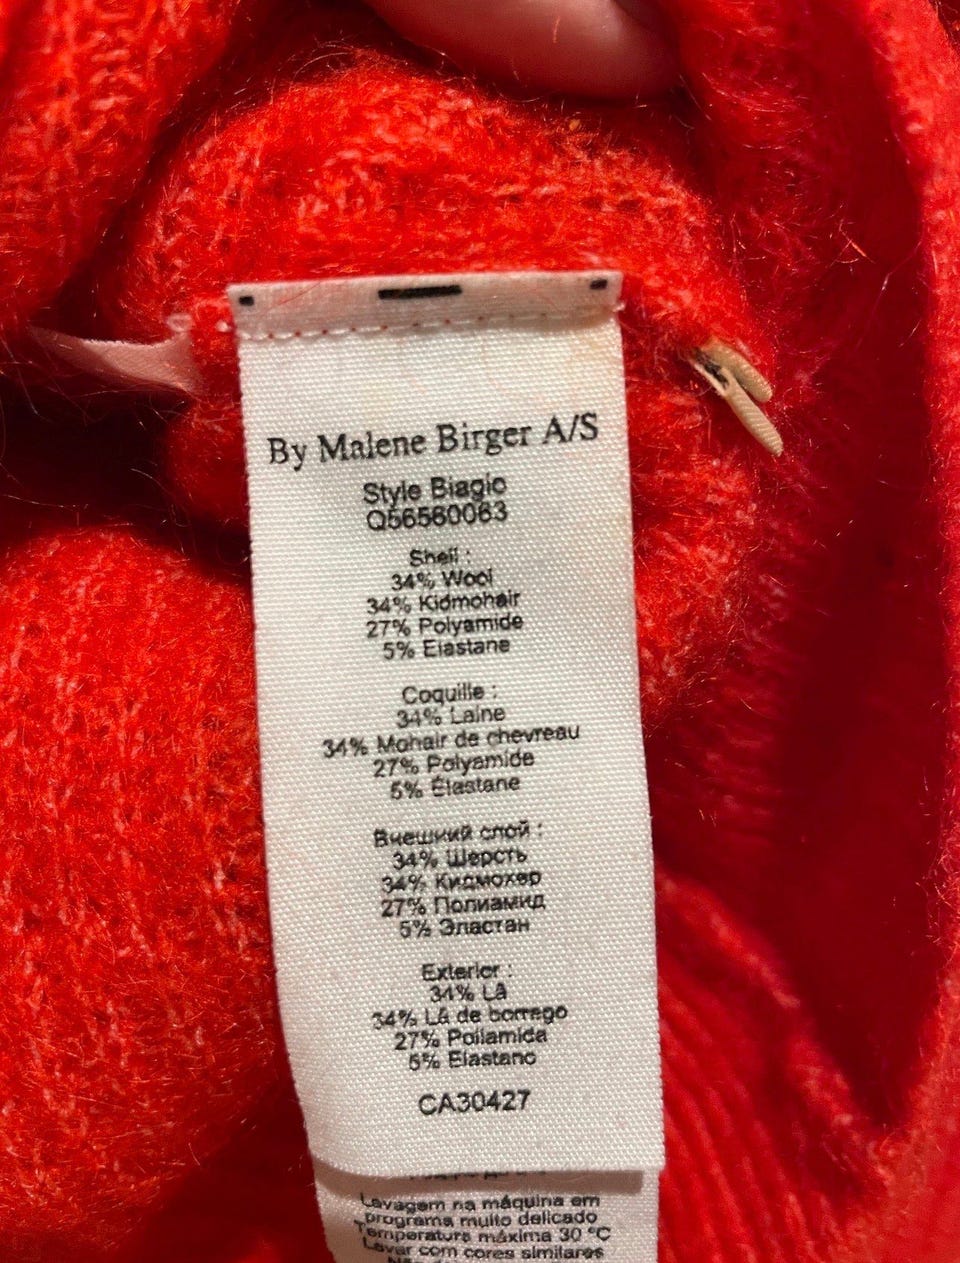 By Malene Birger A/S
Style Biagio
Q56560063
Shell :
34% Wool
34% Kidmohair
27% Polyamide
5% Elastane
Coquille :
34% Laine
34% Mohair de chevreau
27% Polyamide
5% Élastane
Внешний слой :
34% Шерсть
34% Кидмохер
27% Полиамид
5% Эластан
Exterior :
34% Lã
34% Lã de borrego
27% Poliamida
5% Elastano
CA30427
Lavagem na máquina em
programa muito delicado
Temperatura máxima 30 °C
Lavar com cores similares